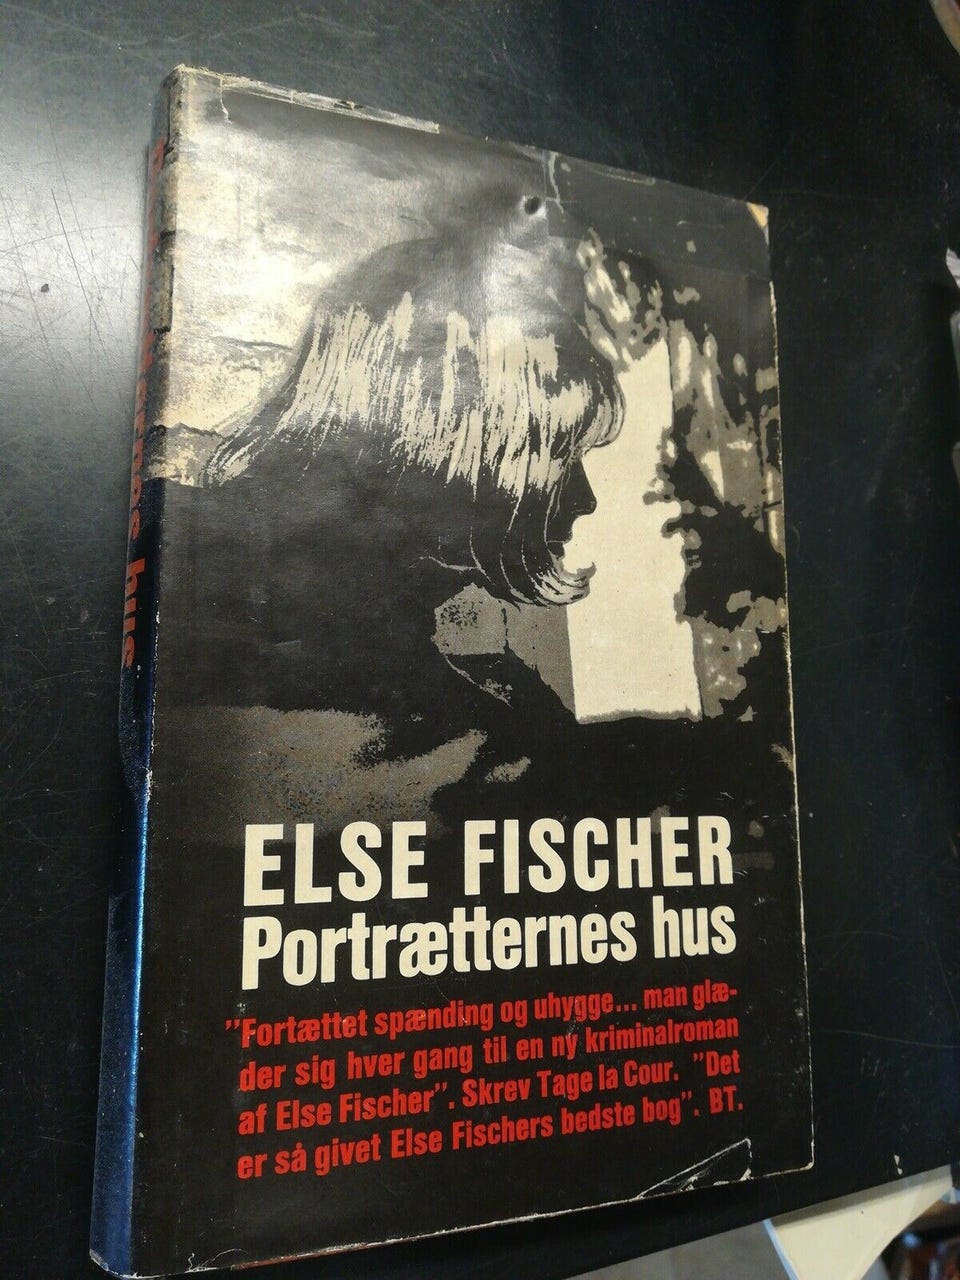 ELSE FISCHER
Portrætternes hus
"Fortættet spænding og uhygge... man glæ-
der sig hver gang til en ny kriminalroman
af Else Fischer". Skrev Tage la Cour. "Det
er så givet Else Fischers bedste bog". BT.
hus